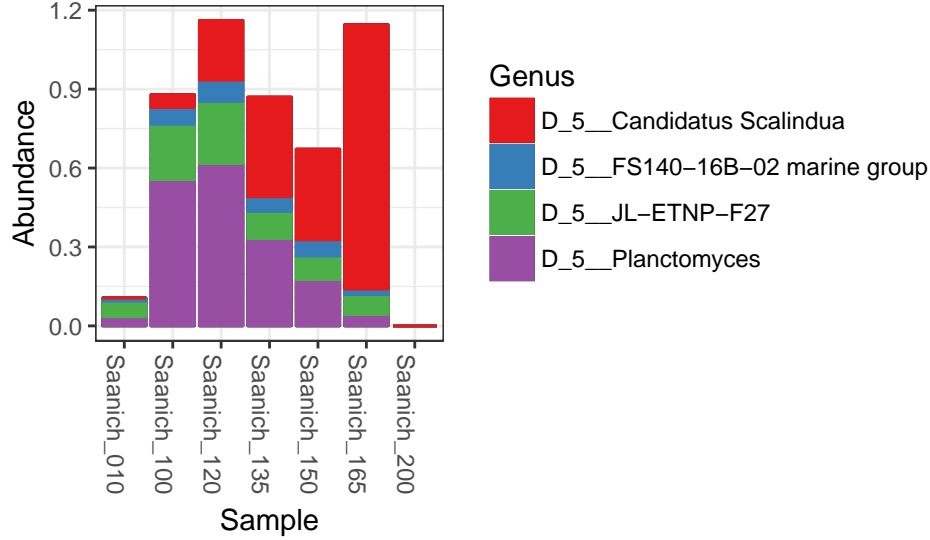 1.2
0.9
0.6
0.3
0.0
Abundance
Saanich_010
Saanich_100
Saanich_120
Saanich_135
Saanich_150
Saanich_165
Saanich_200
Sample
Genus
D_5__Candidatus Scalindua
D_5__FS140−16B−02 marine group
D_5__JL−ETNP−F27
D_5__Planctomyces